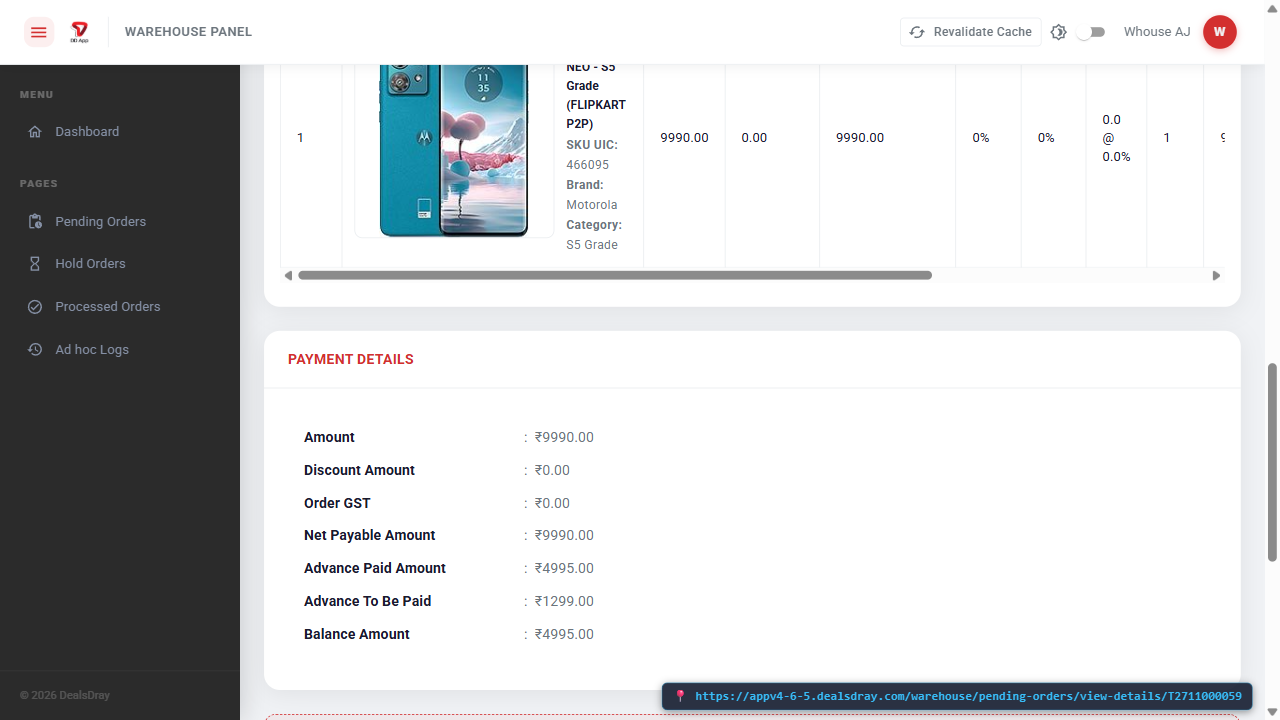 DD App
WAREHOUSE PANEL
Revalidate Cache
Whouse AJ
W
MENU
Dashboard
PAGES
Pending Orders
Hold Orders
Processed Orders
Ad hoc Logs
© 2026 DealsDray
1
11
35
NEO - S5
Grade
(FLIPKART
P2P)
SKU UIC:
466095
Brand:
Motorola
Category:
S5 Grade
9990.00
0.00
9990.00
0%
0%
0.0
@
0.0%
1
PAYMENT DETAILS
Amount : ₹9990.00
Discount Amount : ₹0.00
Order GST : ₹0.00
Net Payable Amount : ₹9990.00
Advance Paid Amount : ₹4995.00
Advance To Be Paid : ₹1299.00
Balance Amount : ₹4995.00
https://appv4-6-5.dealsdray.com/warehouse/pending-orders/view-details/T2711000059